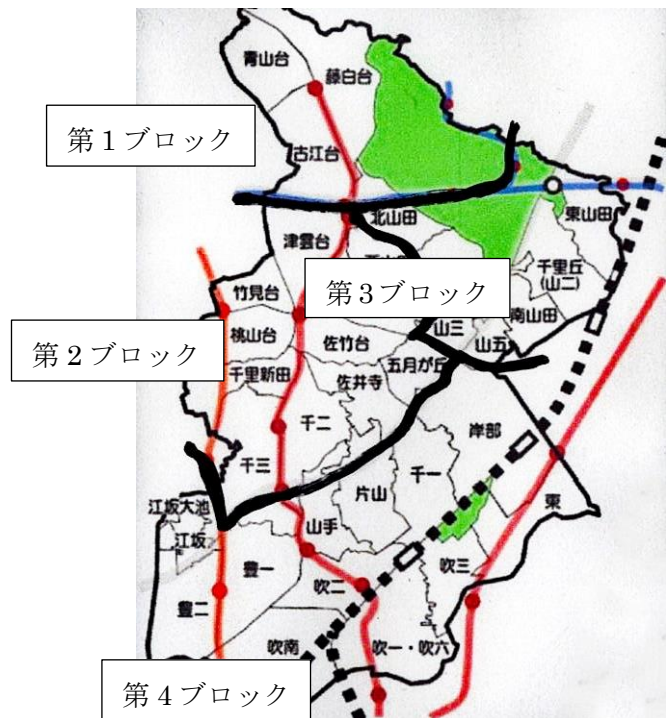 青山台
藤白台
第1ブロック
古江台
北山田
東山田
津雲台
千里丘
(山二)
竹見台
第3ブロック
南山田
山三
山五
第2ブロック
桃山台
佐竹台
五月が丘
千里新田
佐井寺
千二
岸部
千三
千一
片山
江坂大池
山手
東
江坂
豊一
吹三
吹二
豊二
吹南
吹一・吹六
第4ブロック